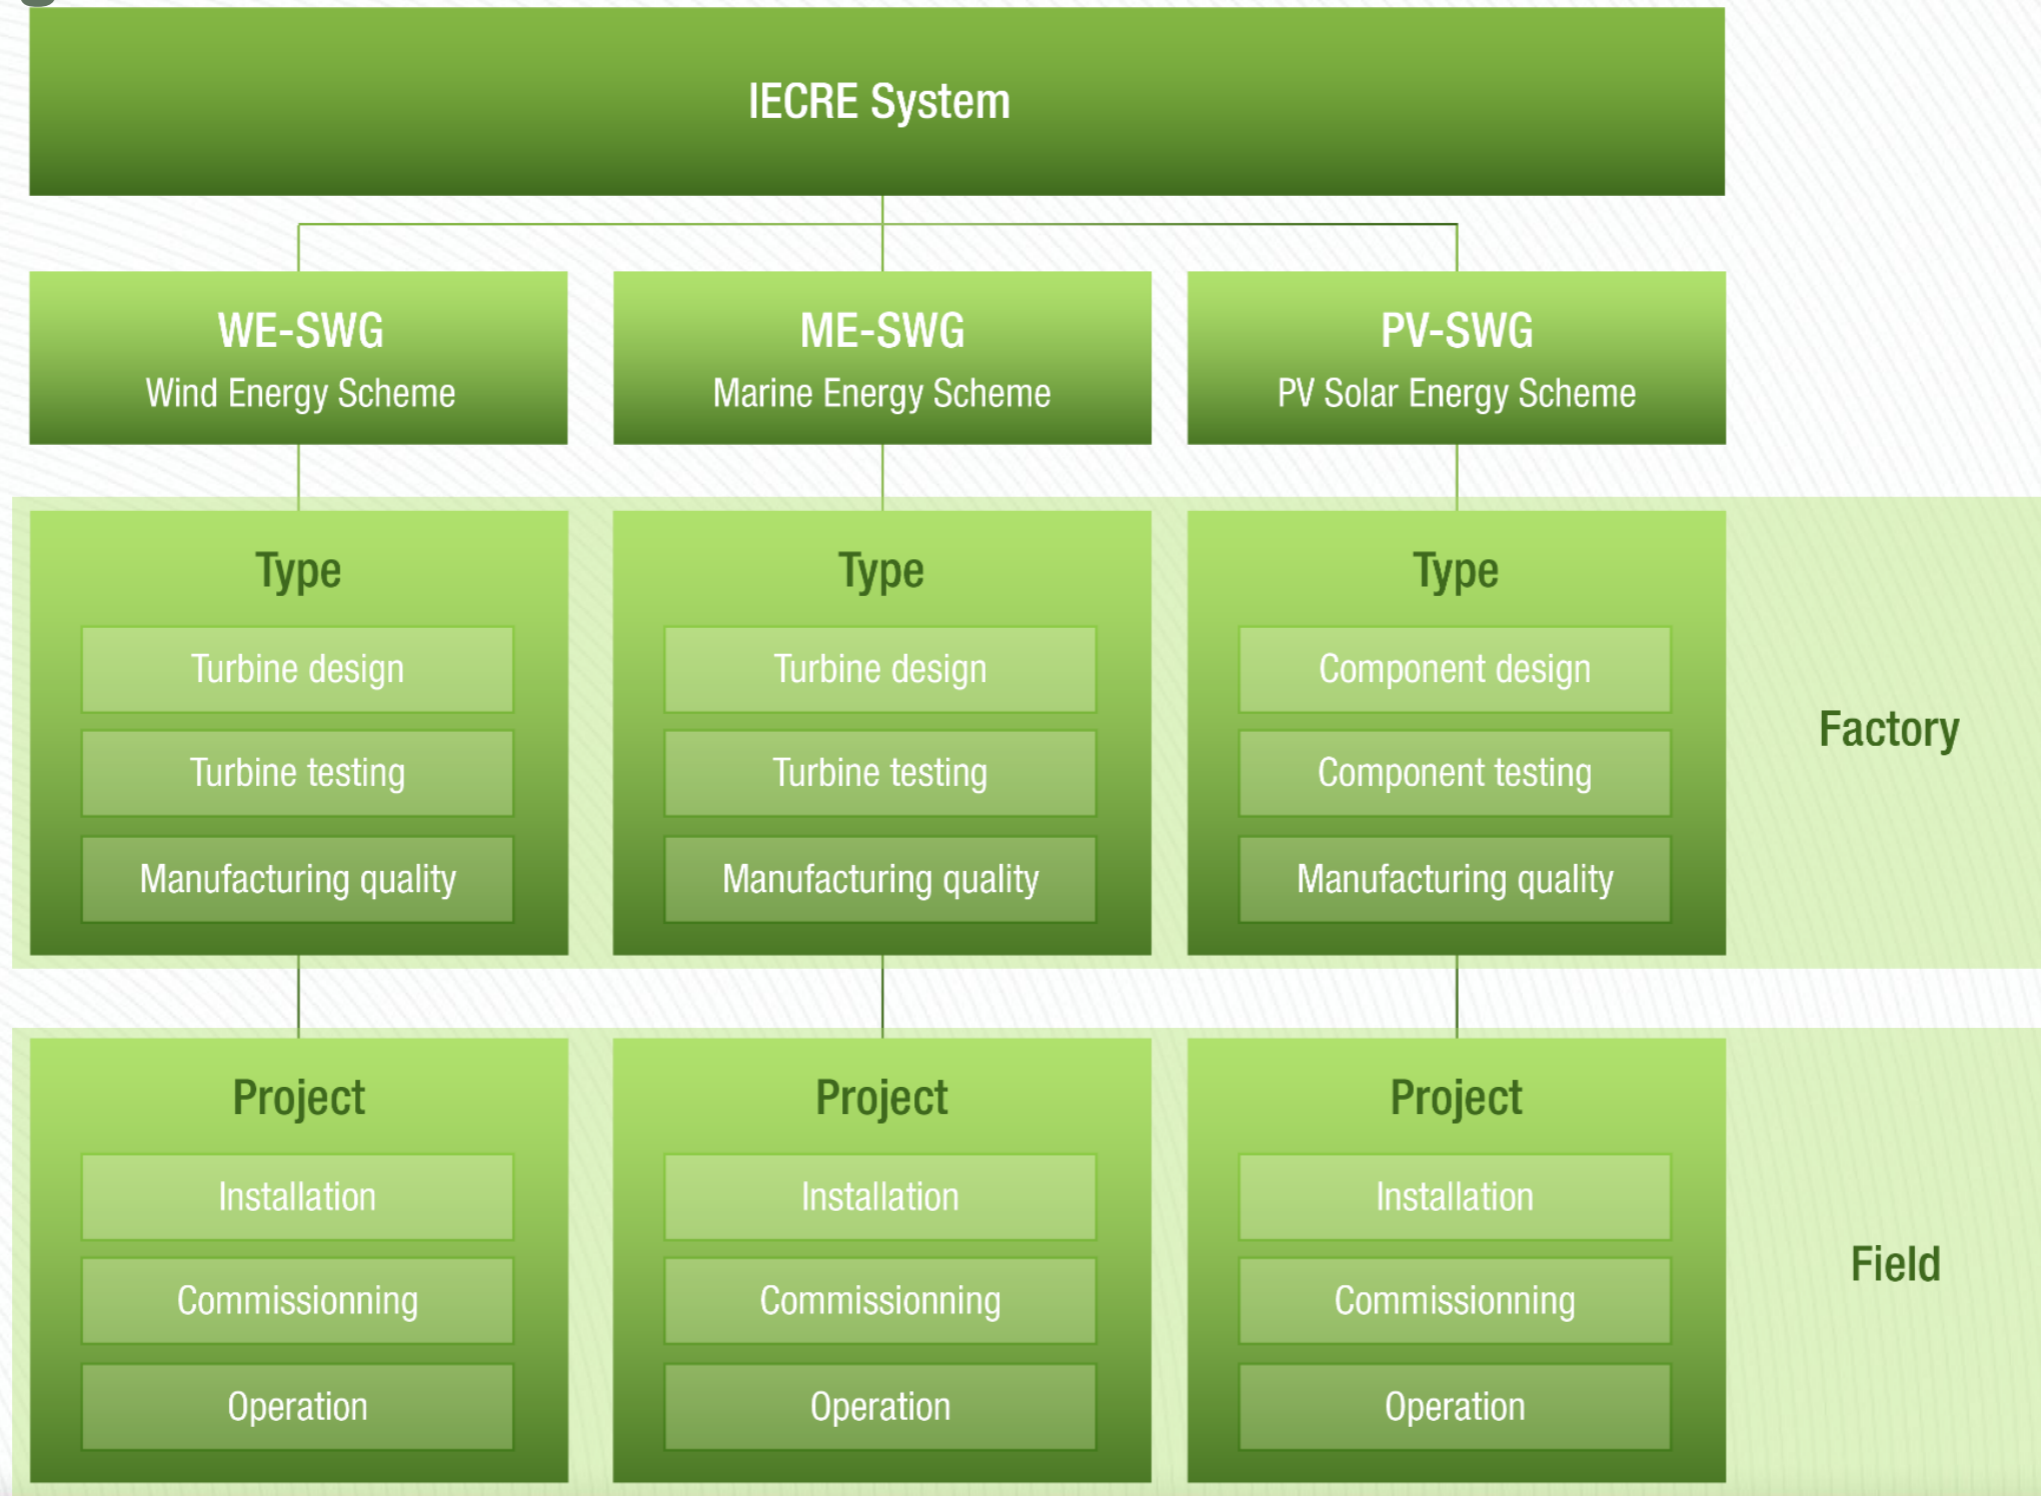 IECRE System
WE-SWG
Wind Energy Scheme
ME-SWG
Marine Energy Scheme
PV-SWG
PV Solar Energy Scheme
Type
Turbine design
Turbine testing
Manufacturing quality
Type
Turbine design
Turbine testing
Manufacturing quality
Type
Component design
Component testing
Manufacturing quality
Factory
Project
Installation
Commissionning
Operation
Project
Installation
Commissionning
Operation
Project
Installation
Commissionning
Operation
Field